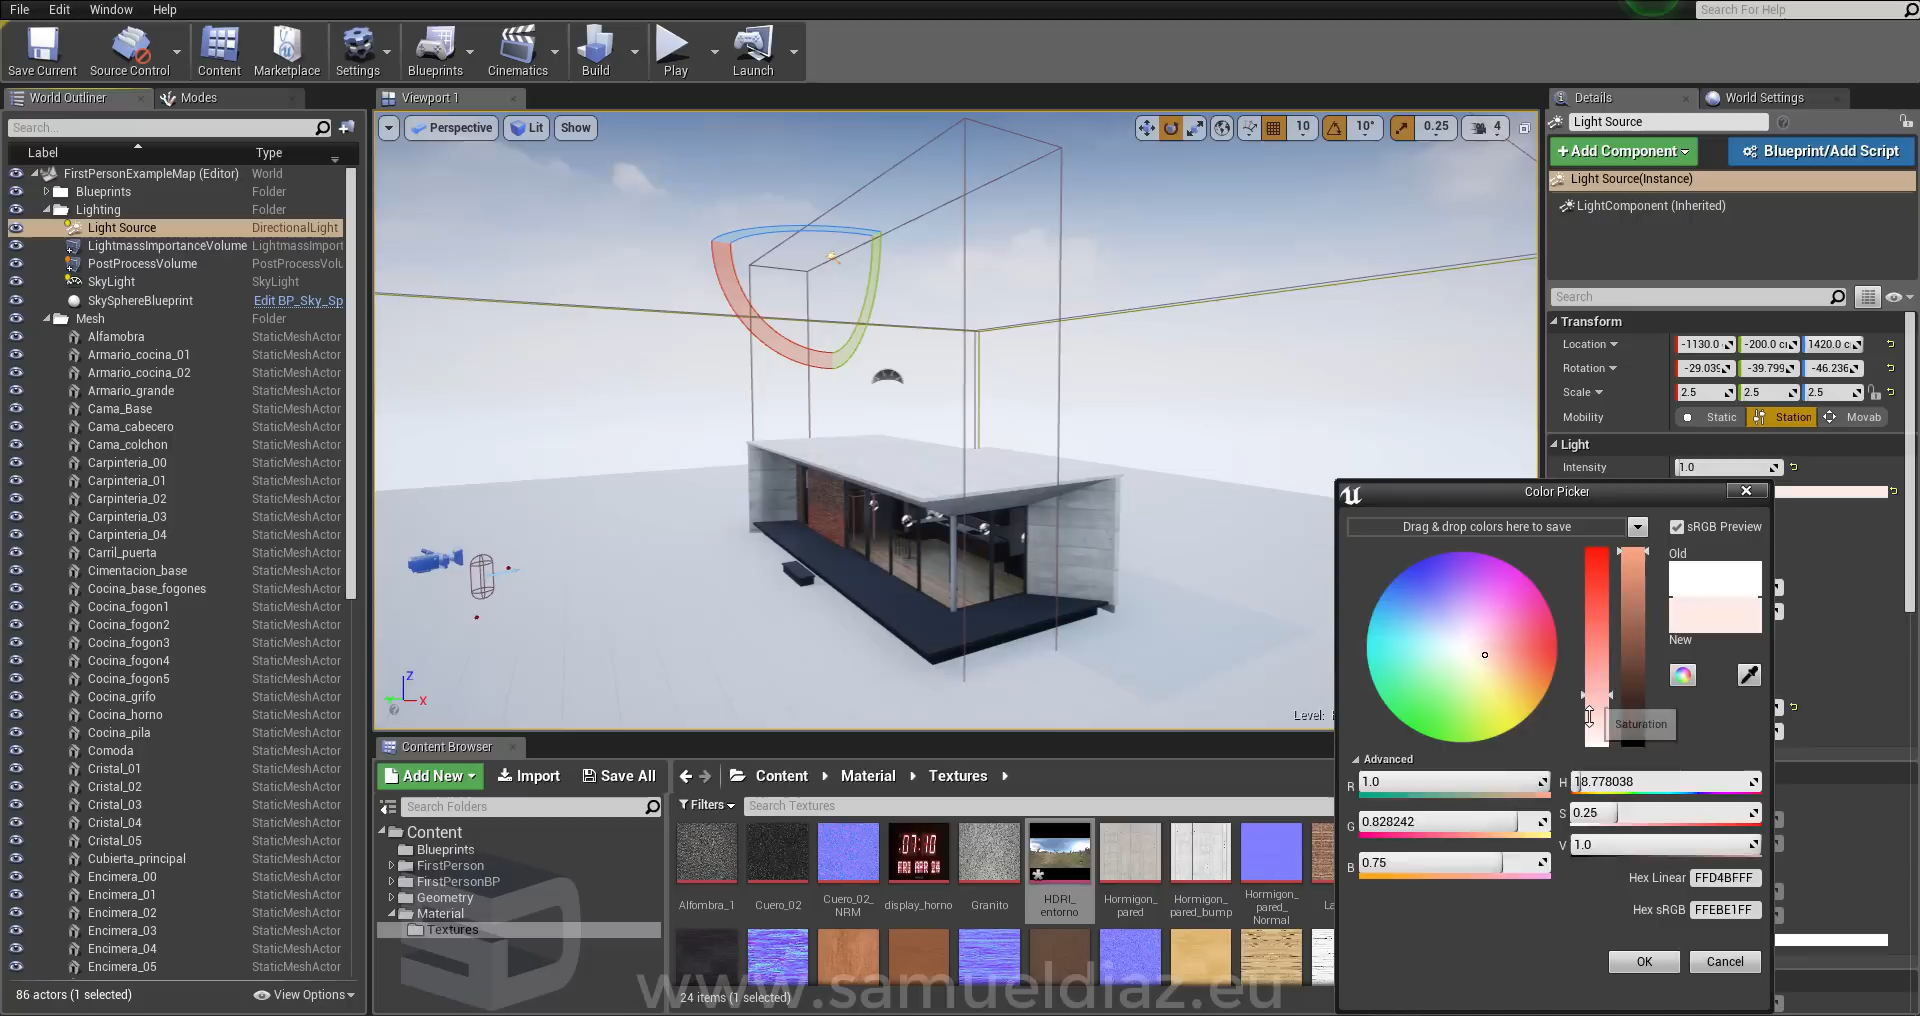 File Edit Window Help
Search For Help
Save Current Source Control Content Marketplace Settings Blueprints Cinematics Build Play Launch
World Outliner Modes
Viewport 1
Details World Settings
Search...
Perspective Lit Show
10 10° 0.25 4
Light Source
+Add Component Blueprint/Add Script
Label Type
FirstPersonExampleMap (Editor) World
Blueprints Folder
Lighting Folder
Light Source DirectionalLight
LightmassImportanceVolume LightmassImport
PostProcessVolume PostProcessVolu
SkyLight SkyLight
SkySphereBlueprint Edit BP_Sky_Sp
Mesh Folder
Alfamobra StaticMeshActor
Armario_cocina_01 StaticMeshActor
Armario_cocina_02 StaticMeshActor
Armario_grande StaticMeshActor
Cama_Base StaticMeshActor
Cama_cabecero StaticMeshActor
Cama_colchon StaticMeshActor
Carpinteria_00 StaticMeshActor
Carpinteria_01 StaticMeshActor
Carpinteria_02 StaticMeshActor
Carpinteria_03 StaticMeshActor
Carpinteria_04 StaticMeshActor
Carril_puerta StaticMeshActor
Cimentacion_base StaticMeshActor
Cocina_base_fogones StaticMeshActor
Cocina_fogon1 StaticMeshActor
Cocina_fogon2 StaticMeshActor
Cocina_fogon3 StaticMeshActor
Cocina_fogon4 StaticMeshActor
Cocina_fogon5 StaticMeshActor
Cocina_grifo StaticMeshActor
Cocina_horno StaticMeshActor
Cocina_pila StaticMeshActor
Comoda StaticMeshActor
Cristal_01 StaticMeshActor
Cristal_02 StaticMeshActor
Cristal_03 StaticMeshActor
Cristal_04 StaticMeshActor
Cristal_05 StaticMeshActor
Cubierta_principal StaticMeshActor
Encimera_00 StaticMeshActor
Encimera_01 StaticMeshActor
Encimera_02 StaticMeshActor
Encimera_03 StaticMeshActor
Encimera_04 StaticMeshActor
Encimera_05 StaticMeshActor
86 actors (1 selected) View Options
Z
X
Level:
Light Source(Instance)
LightComponent (Inherited)
Search
Transform
Location -1130.0 -200.0 c 1420.0 c
Rotation -29.039 -39.799 -46.236
Scale 2.5 2.5 2.5
Mobility Static Station Movab
Light
Intensity 1.0
Color Picker
Drag & drop colors here to save
sRGB Preview
Old
New
Saturation
Advanced
R 1.0 H 18.778038
G 0.828242 S 0.25
B 0.75 V 1.0
Hex Linear FFD4BFFF
Hex sRGB FFEBE1FF
OK Cancel
Content Browser
Add New Import Save All
Content Material Textures
Search Folders
Filters Search Textures
Content
Blueprints
FirstPerson
FirstPersonBP
Geometry
Material
Textures
07:10
FRI APR 24
Alfombra_1 Cuero_02 Cuero_02_NRM display_horno Granito HDRI_entorno Hormigon_pared Hormigon_pared_bump Hormigon_pared_Normal La
24 items (1 selected)
www.samueldiaz.eu